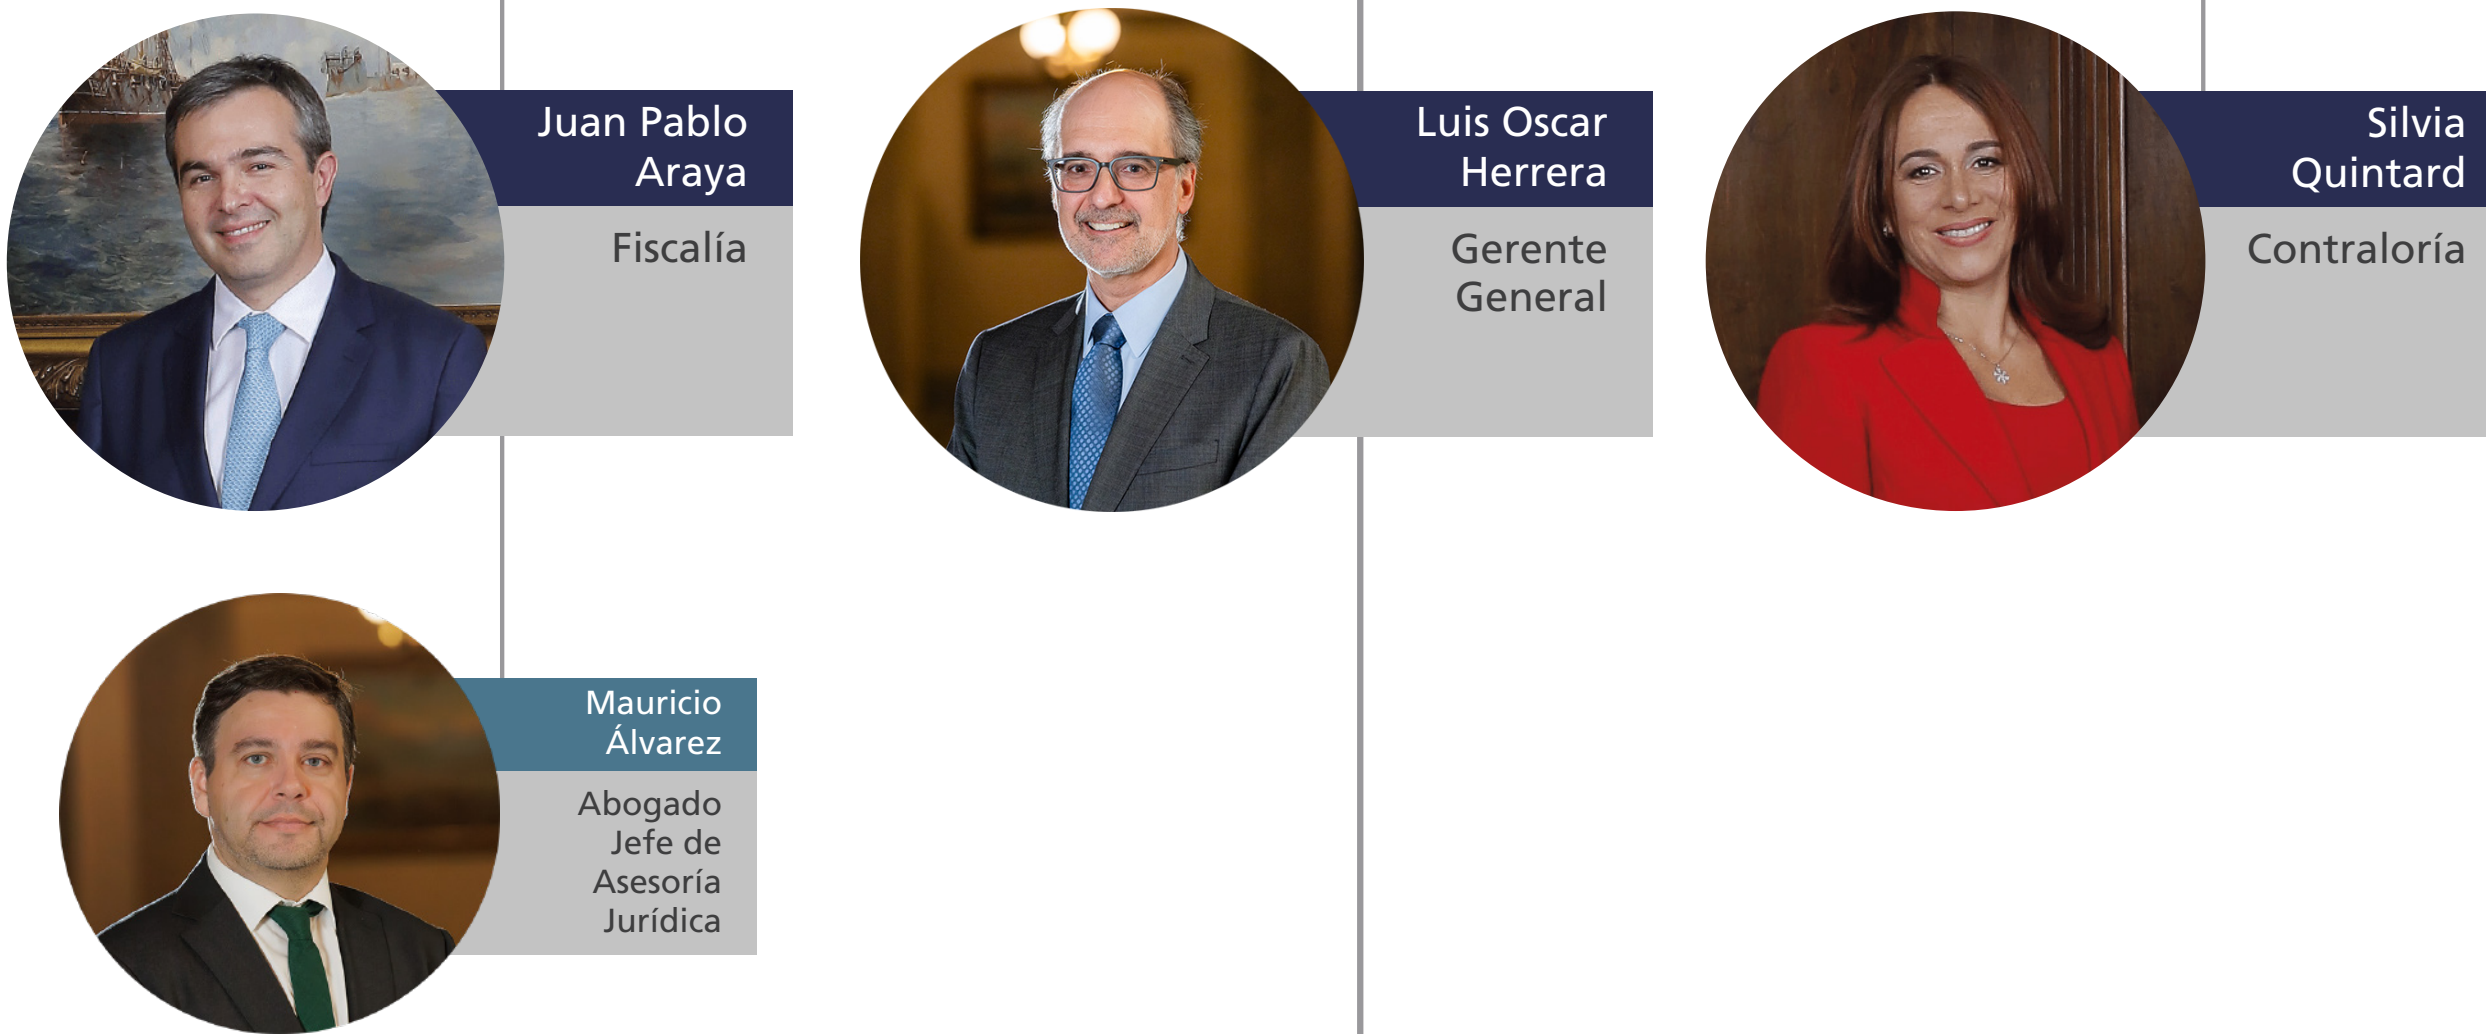 Juan Pablo
Araya
Fiscalía
Luis Oscar
Herrera
Gerente
General
Silvia
Quintard
Contraloría
Mauricio
Álvarez
Abogado
Jefe de
Asesoría
Jurídica